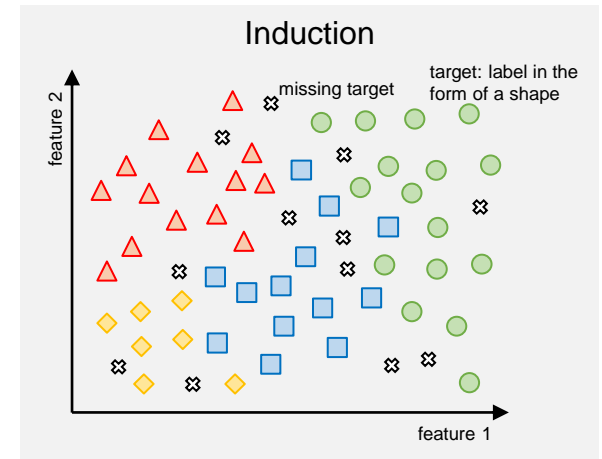 Induction
target: label in the
form of a shape
missing target
feature 2
feature 1